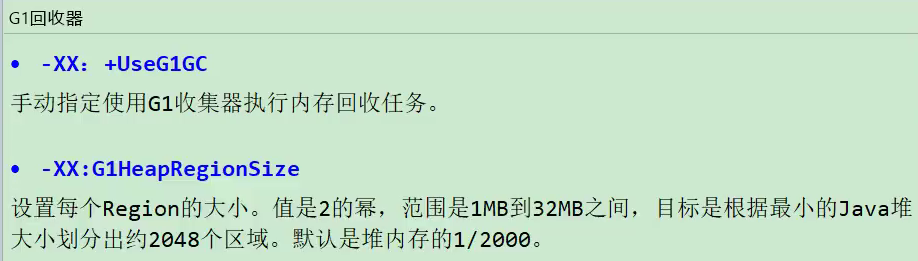 G1回收器
• -XX：+UseG1GC
手动指定使用G1收集器执行内存回收任务。
• -XX:G1HeapRegionSize
设置每个Region的大小。值是2的幂，范围是1MB到32MB之间，目标是根据最小的Java堆
大小划分出约2048个区域。默认是堆内存的1/2000。